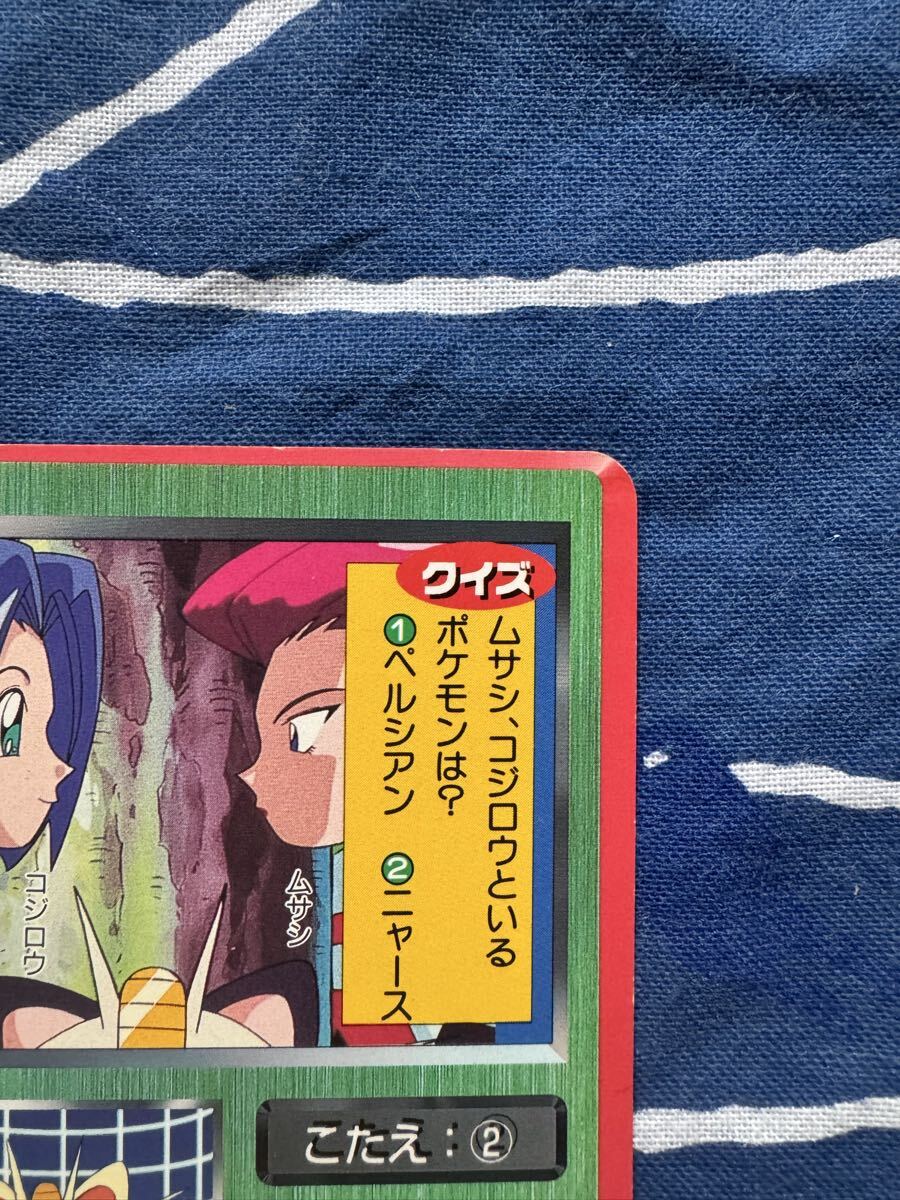 クイズ
ムサシ、コジロウといる
ポケモンは?
①ペルシアン ②ニャース
ムサシ
コジロウ
こたえ:②